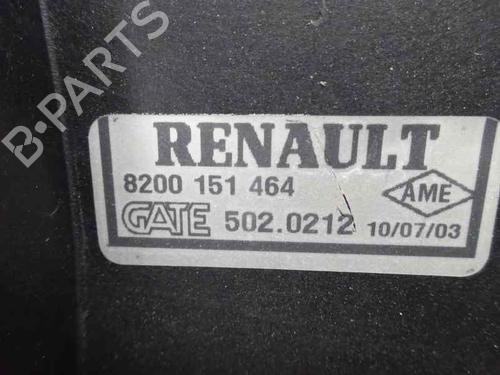 B-PARTS
RENAULT
8200 151 464
AME
GATE 502.0212 10/07/03